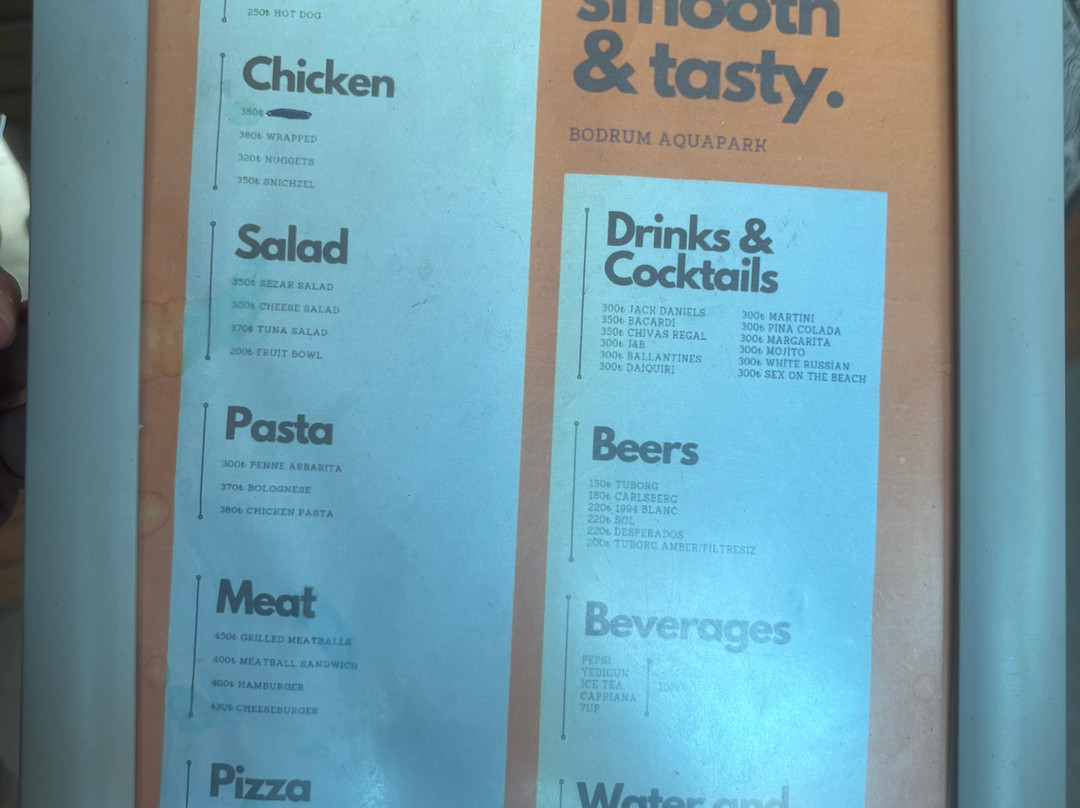 250₺ HOT DOG
Chicken
380₺ WRAPPED
320₺ NUGGETS
350₺ SNICHZEL
Salad
350₺ SEZAR SALAD
300₺ CHEESE SALAD
370₺ TUNA SALAD
200₺ FRUIT BOWL
Pasta
300₺ PENNE ARBARITA
370₺ BOLOGNESE
380₺ CHICKEN PASTA
Meat
450₺ GRILLED MEATBALLS
400₺ MEATBALL SANDWICH
400₺ HAMBURGER
430₺ CHEESEBURGER
Pizza
smooth
& tasty.
BODRUM AQUAPARK
Drinks &
Cocktails
300₺ JACK DANIELS
350₺ BACARDI
350₺ CHIVAS REGAL
300₺ J&B
300₺ BALLANTINES
300₺ DAIQUIRI
300₺ MARTINI
300₺ PINA COLADA
300₺ MARGARITA
300₺ MOJITO
300₺ WHITE RUSSIAN
300₺ SEX ON THE BEACH
Beers
150₺ TUBORG
180₺ CARLSBERG
220₺ 1994 BLANC
220₺ SOL
220₺ DESPERADOS
200₺ TUBORG AMBER/FILTRESIZ
Beverages
PEPSI
YEDIGUN
ICE TEA
CAPRIANA
7UP
Water and